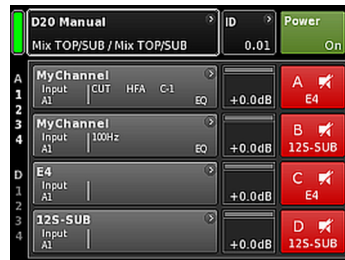 D20 Manual
Mix TOP/SUB / Mix TOP/SUB
ID
0.01
Power
On
A
1
2
3
4
D
1
2
3
4
MyChannel
Input | CUT HFA C-1
A1
EQ
+0.0dB
A
E4
MyChannel
Input | 100Hz
A1
EQ
+0.0dB
B
12S-SUB
E4
Input
A1
+0.0dB
C
E4
12S-SUB
Input
A1
+0.0dB
D
12S-SUB